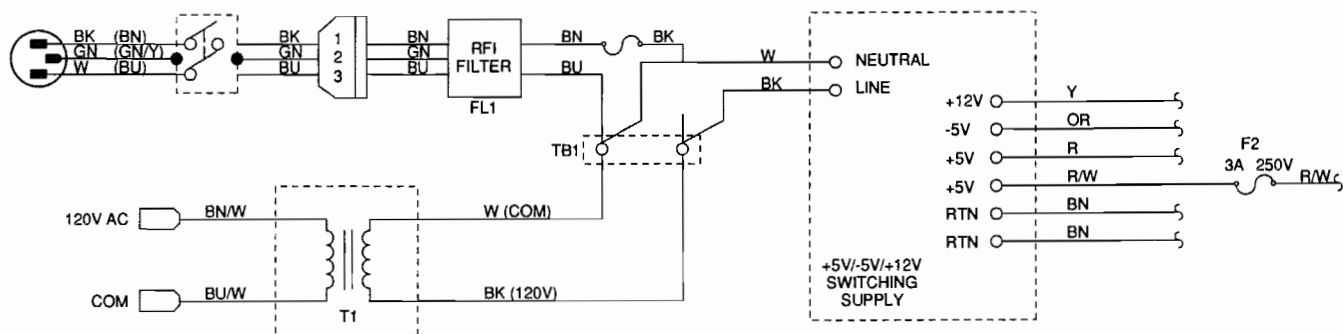 BK (BN)
GN (GN/Y)
W (BU)
BK
GN
BU
1
2
3
BN
GN
BU
RFI
FILTER
FL1
BN
BK
BU
W
NEUTRAL
BK
LINE
TB1
+12V Y
-5V OR
+5V R
+5V R/W
RTN BN
RTN BN
F2
3A 250V
R/W
120V AC
BN/W
W (COM)
COM
BU/W
BK (120V)
T1
+5V/-5V/+12V
SWITCHING
SUPPLY